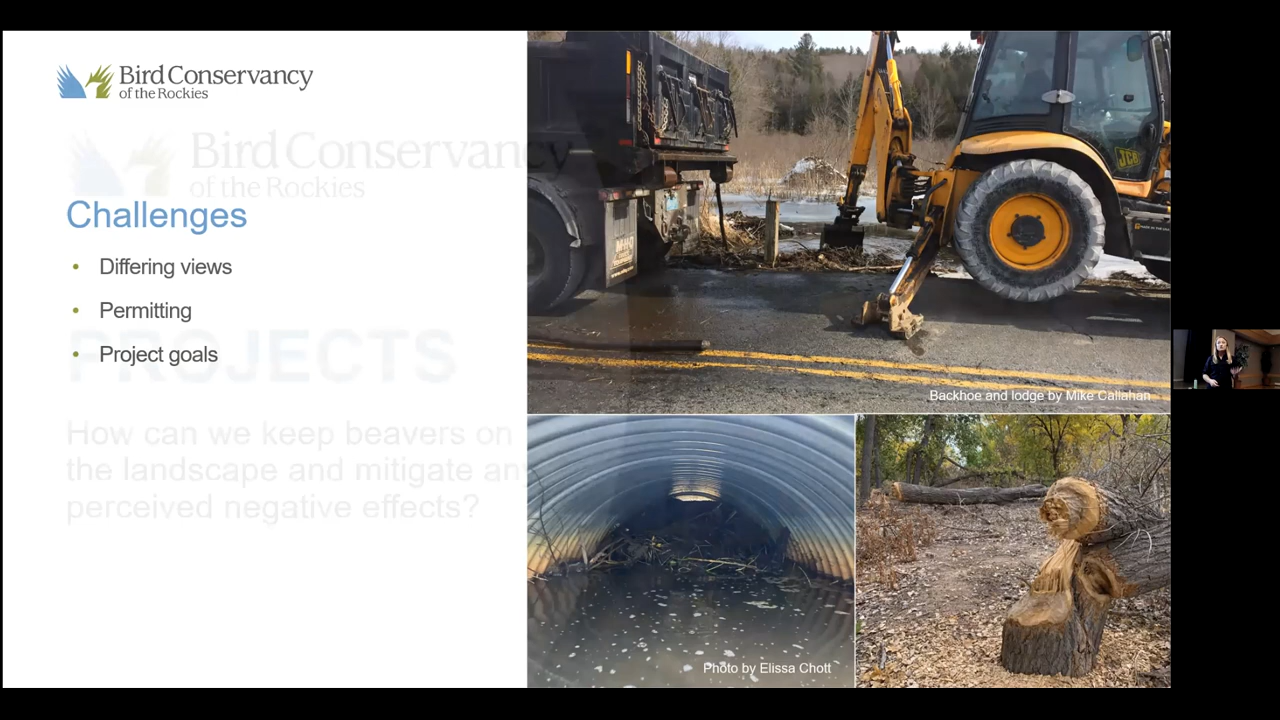 Bird Conservancy
of the Rockies
Bird Conservancy
of the Rockies
Challenges
• Differing views
• Permitting
• Project goals
PROJECTS
How can we keep beavers on
the landscape and mitigate
perceived negative effects?
JCB
Backhoe and lodge by Mike Callahan
Photo by Elissa Chott